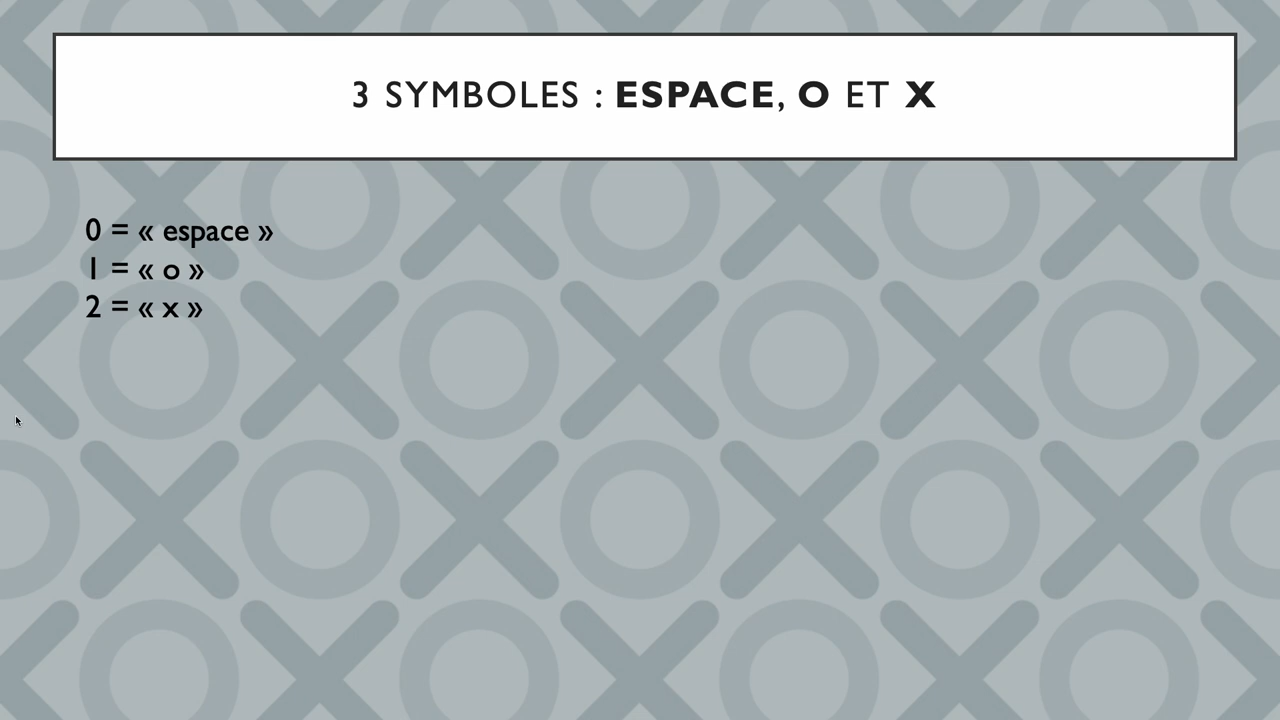 3 SYMBOLES : ESPACE, O ET X
0 = « espace »
1 = « o »
2 = « x »